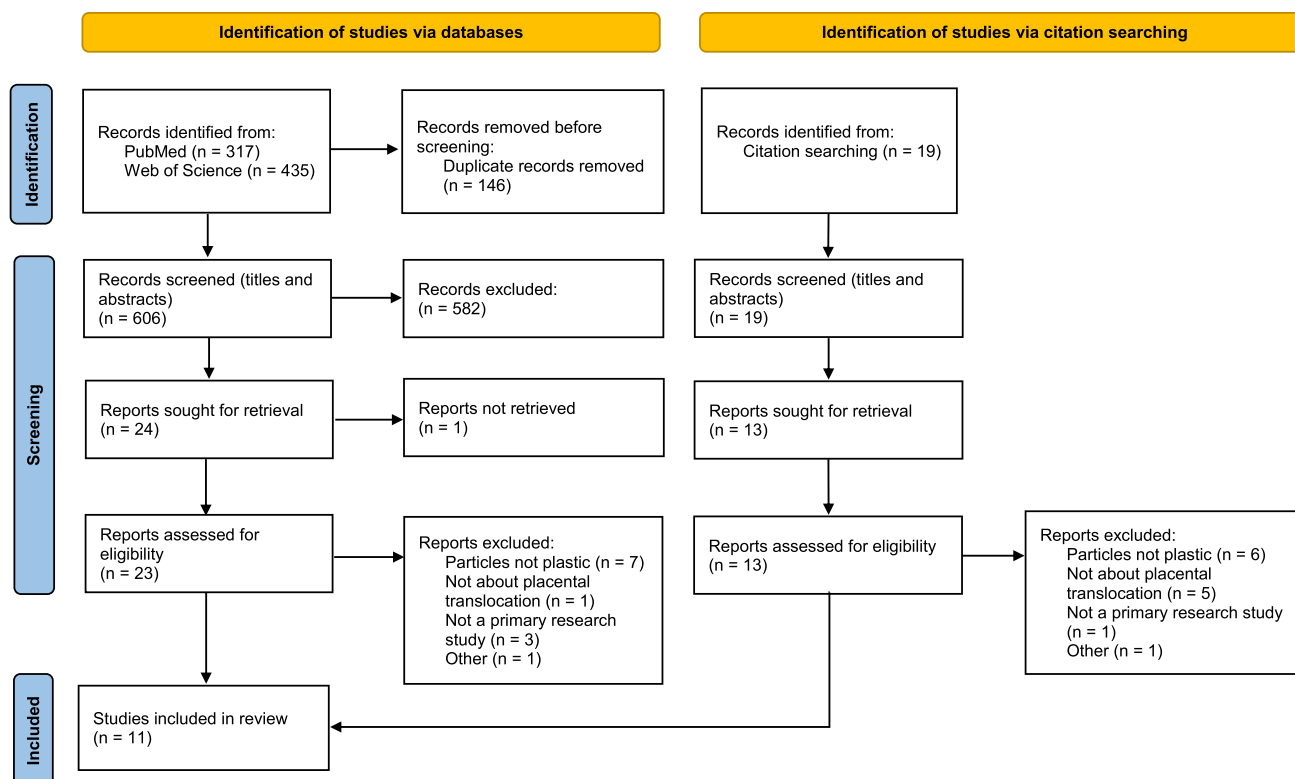 Identification of studies via databases
Identification of studies via citation searching
Identification
Records identified from:
PubMed (n = 317)
Web of Science (n = 435)
Records removed before
screening:
Duplicate records removed
(n = 146)
Records identified from:
Citation searching (n = 19)
Screening
Records screened (titles and
abstracts)
(n = 606)
Records excluded:
(n = 582)
Records screened (titles and
abstracts)
(n = 19)
Reports sought for retrieval
(n = 24)
Reports not retrieved
(n = 1)
Reports sought for retrieval
(n = 13)
Reports assessed for
eligibility
(n = 23)
Reports excluded:
Particles not plastic (n = 7)
Not about placental
translocation (n = 1)
Not a primary research
study (n = 3)
Other (n = 1)
Reports assessed for eligibility
(n = 13)
Reports excluded:
Particles not plastic (n = 6)
Not about placental
translocation (n = 5)
Not a primary research study
(n = 1)
Other (n = 1)
Included
Studies included in review
(n = 11)